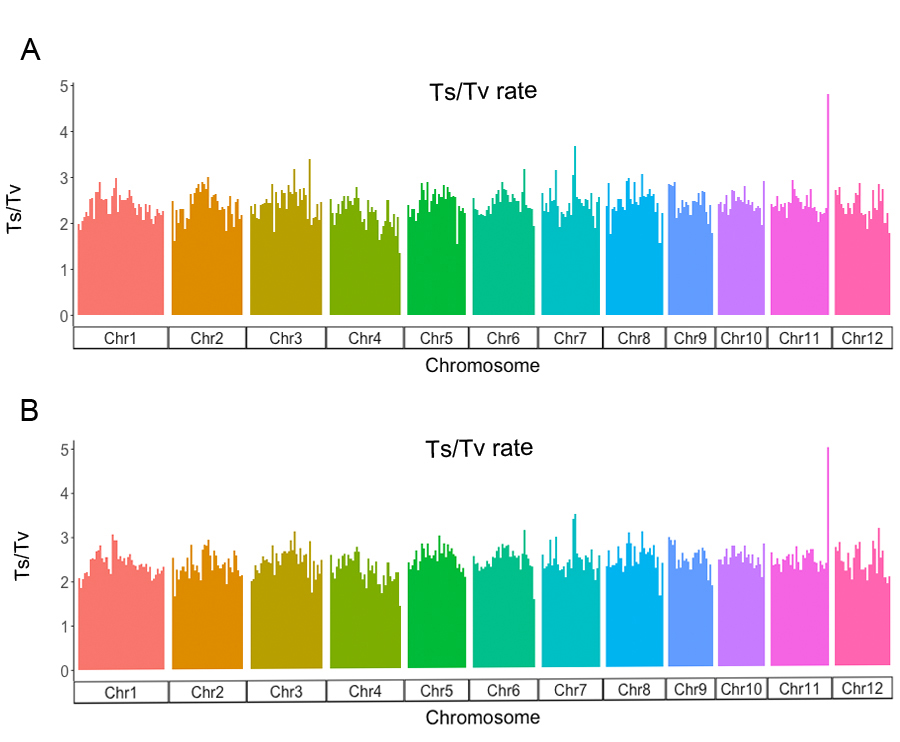 A
Ts/Tv rate
5
4
3
2
1
0
Ts/Tv
Chr1 Chr2 Chr3 Chr4 Chr5 Chr6 Chr7 Chr8 Chr9 Chr10 Chr11 Chr12
Chromosome
B
Ts/Tv rate
5
4
3
2
1
0
Ts/Tv
Chr1 Chr2 Chr3 Chr4 Chr5 Chr6 Chr7 Chr8 Chr9 Chr10 Chr11 Chr12
Chromosome